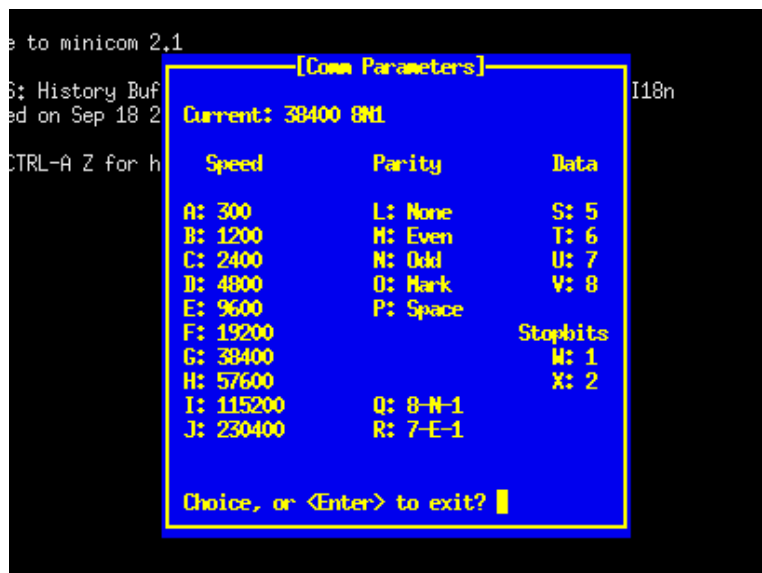 e to minicom 2.1
[Comm Parameters]
S: History Buf I18n
ed on Sep 18 2 Current: 38400 8N1
CTRL-A Z for h Speed Parity Data
A: 300 L: None S: 5
B: 1200 M: Even T: 6
C: 2400 N: Odd U: 7
D: 4800 O: Mark V: 8
E: 9600 P: Space
F: 19200 Stopbits
G: 38400 W: 1
H: 57600 X: 2
I: 115200 Q: 8-N-1
J: 230400 R: 7-E-1
Choice, or <Enter> to exit?